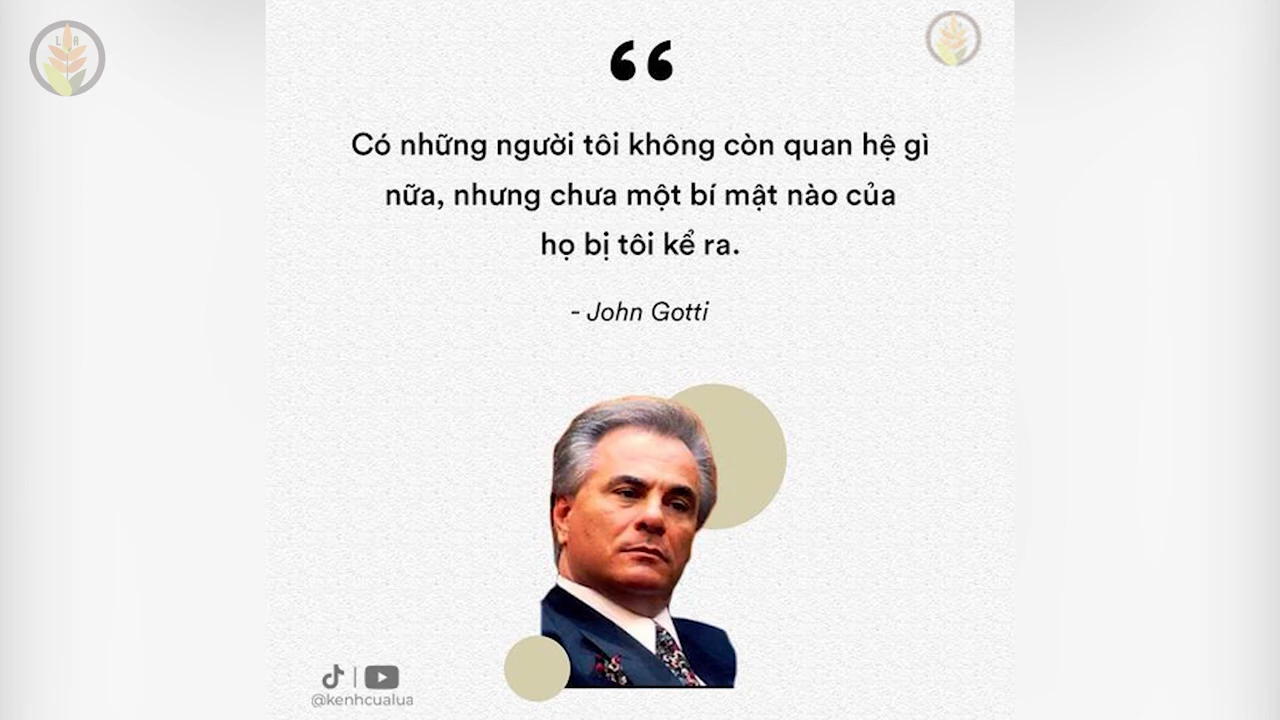 L A
“
Có những người tôi không còn quan hệ gì
nữa, nhưng chưa một bí mật nào của
họ bị tôi kể ra.
- John Gotti
@kenhcualua